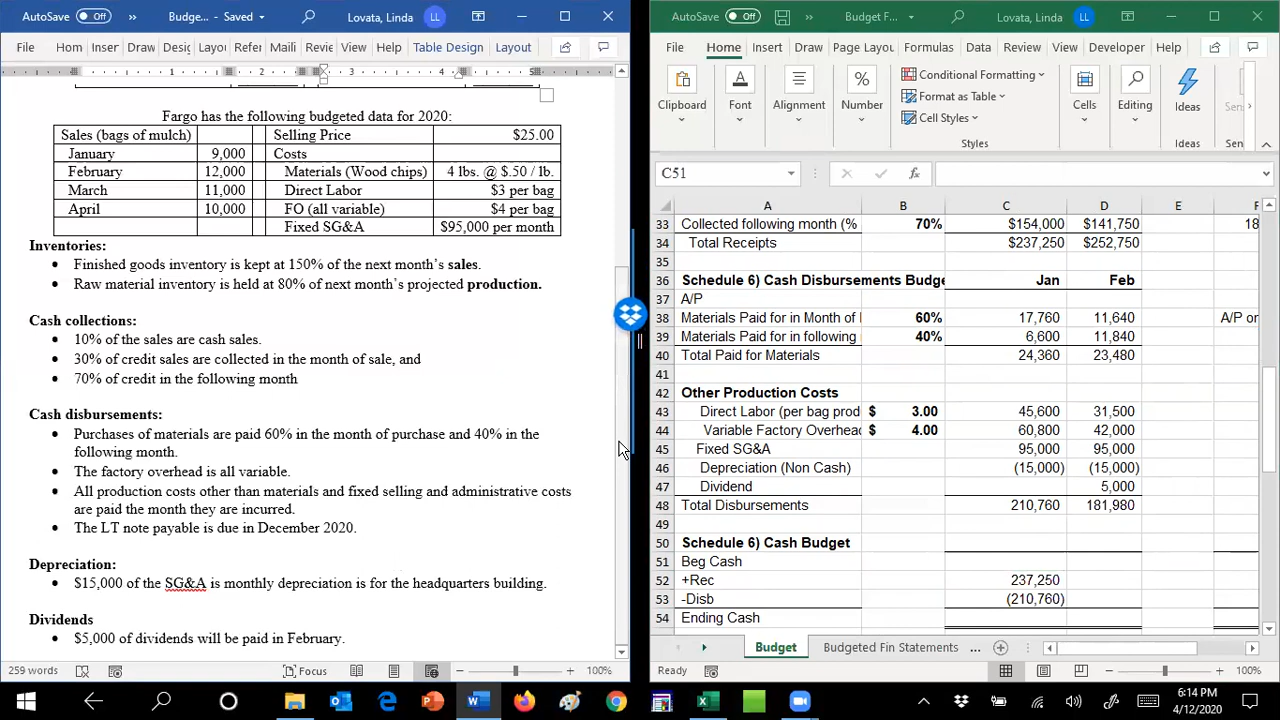 AutoSave Off Budge... - Saved Lovata, Linda LL
File Hom Inser Draw Desig Layou Refer Maili Revie View Help Table Design Layout
1 2 3 4 5
Fargo has the following budgeted data for 2020:
Sales (bags of mulch) Selling Price $25.00
January 9,000 Costs
February 12,000 Materials (Wood chips) 4 lbs. @ $.50 / lb.
March 11,000 Direct Labor $3 per bag
April 10,000 FO (all variable) $4 per bag
Fixed SG&A $95,000 per month
Inventories:
• Finished goods inventory is kept at 150% of the next month's sales.
• Raw material inventory is held at 80% of next month's projected production.
Cash collections:
• 10% of the sales are cash sales.
• 30% of credit sales are collected in the month of sale, and
• 70% of credit in the following month
Cash disbursements:
• Purchases of materials are paid 60% in the month of purchase and 40% in the
following month.
• The factory overhead is all variable.
• All production costs other than materials and fixed selling and administrative costs
are paid the month they are incurred.
• The LT note payable is due in December 2020.
Depreciation:
• $15,000 of the SG&A is monthly depreciation is for the headquarters building.
Dividends
• $5,000 of dividends will be paid in February.
259 words Focus 100%
AutoSave Off Budget F... Lovata, Linda LL
File Home Insert Draw Page Layou Formulas Data Review View Developer Help
Clipboard Font Alignment Number Conditional Formatting Format as Table Cell Styles Styles Cells Editing Ideas Ideas Sens
C51 fx
A B C D E F
33 Collected following month (% 70% $154,000 $141,750 18
34 Total Receipts $237,250 $252,750
35
36 Schedule 6) Cash Disbursements Budge Jan Feb
37 A/P
38 Materials Paid for in Month of 60% 17,760 11,640 A/P or
39 Materials Paid for in following 40% 6,600 11,840
40 Total Paid for Materials 24,360 23,480
41
42 Other Production Costs
43 Direct Labor (per bag prod $ 3.00 45,600 31,500
44 Variable Factory Overhead $ 4.00 60,800 42,000
45 Fixed SG&A 95,000 95,000
46 Depreciation (Non Cash) (15,000) (15,000)
47 Dividend 5,000
48 Total Disbursements 210,760 181,980
49
50 Schedule 6) Cash Budget
51 Beg Cash
52 +Rec 237,250
53 -Disb (210,760)
54 Ending Cash
Budget Budgeted Fin Statements ...
Ready 100%
6:14 PM
4/12/2020